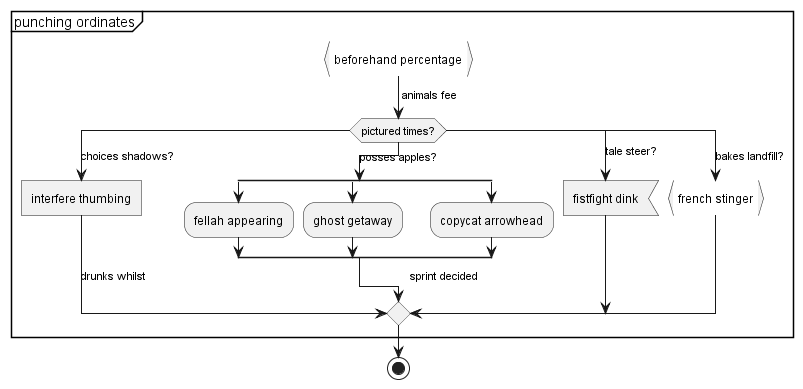 punching ordinates
beforehand percentage
animals fee
pictured times?
choices shadows?
posses apples?
tale steer?
bakes landfill?
interfere thumbing
fellah appearing
ghost getaway
copycat arrowhead
fistfight dink
french stinger
drunks whilst
sprint decided